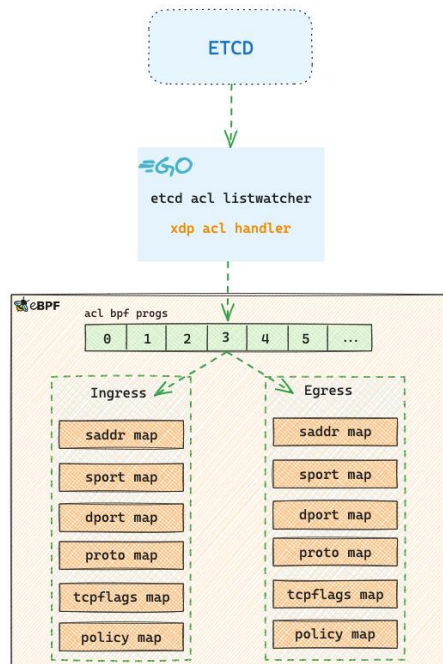 ETCD
GO
etcd acl listwatcher
xdp acl handler
eBPF
acl bpf progs
0 1 2 3 4 5 ...
Ingress
saddr map
sport map
dport map
proto map
tcpflags map
policy map
Egress
saddr map
sport map
dport map
proto map
tcpflags map
policy map